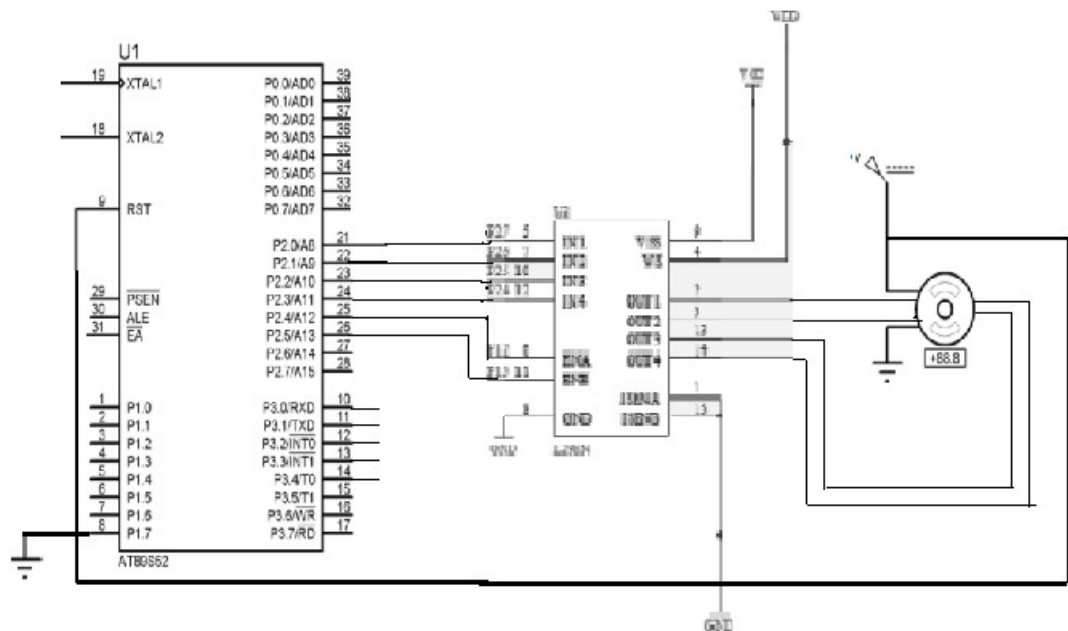 U1
19 XTAL1
18 XTAL2
9 RST
29 PSEN
30 ALE
31 EA
1 P1.0
2 P1.1
3 P1.2
4 P1.3
5 P1.4
6 P1.5
7 P1.6
8 P1.7
P0.0/AD0 39
P0.1/AD1 38
P0.2/AD2 37
P0.3/AD3 36
P0.4/AD4 35
P0.5/AD5 34
P0.6/AD6 33
P0.7/AD7 32
P2.0/A8 21
P2.1/A9 22
P2.2/A10 23
P2.3/A11 24
P2.4/A12 25
P2.5/A13 26
P2.6/A14 27
P2.7/A15 28
P3.0/RXD 10
P3.1/TXD 11
P3.2/INT0 12
P3.3/INT1 13
P3.4/T0 14
P3.5/T1 15
P3.6/WR 16
P3.7/RD 17
IN1
IN2
IN3
IN4
ENA
ENB
8 GND
GND
VS
OUT1
OUT2
OUT3
OUT4
4
13
14
1
15
GND
+88.8